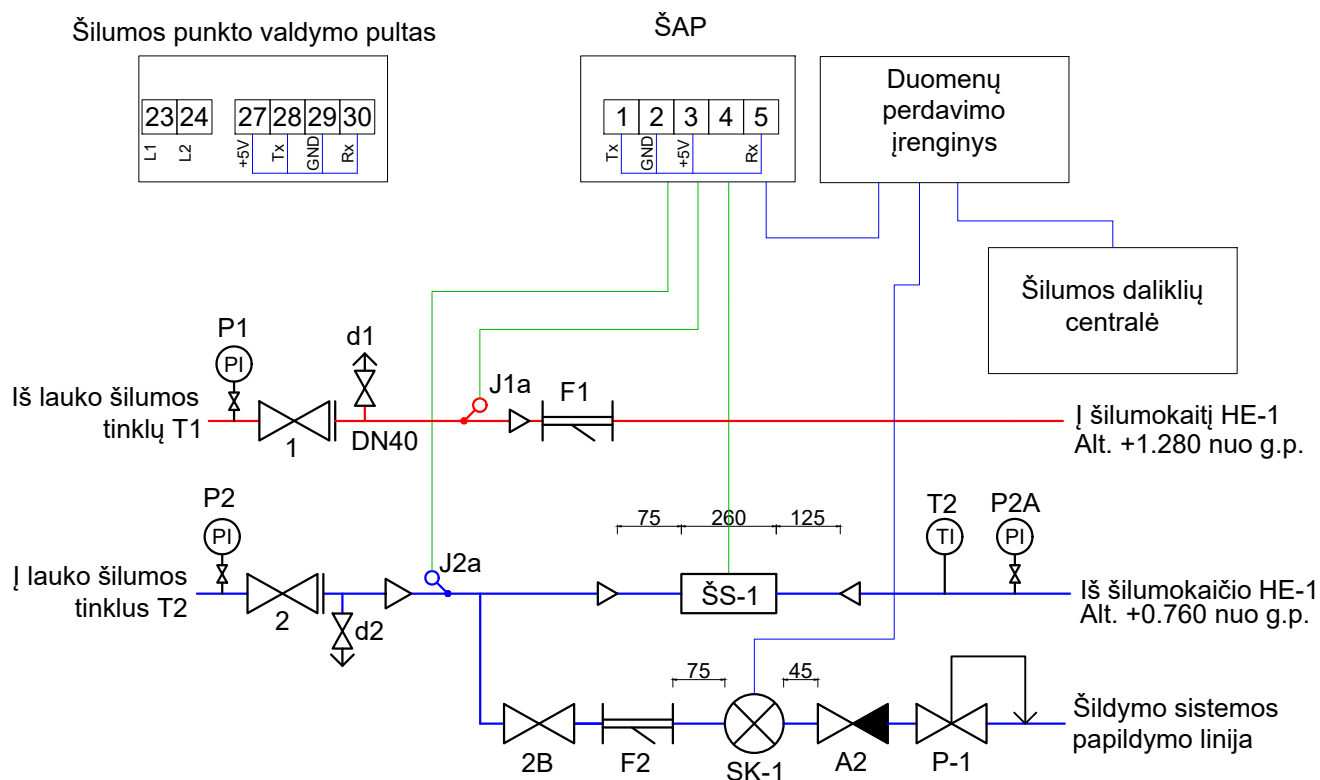 Šilumos punkto valdymo pultas
ŠAP
23 24 27 28 29 30
L1 L2 +5V Tx GND Rx
1 2 3 4 5
Tx GND +5V Rx
Duomenų
perdavimo
įrenginys
Šilumos daliklių
centralė
P1
PI
d1
J1a
F1
Iš lauko šilumos
tinklų T1
1
DN40
Į šilumokaitį HE-1
Alt. +1.280 nuo g.p.
P2
PI
J2a
75 260 125
T2
TI
P2A
PI
Į lauko šilumos
tinklus T2
2
d2
ŠS-1
Iš šilumokaičio HE-1
Alt. +0.760 nuo g.p.
75 45
Šildymo sistemos
papildymo linija
2B F2 SK-1 A2 P-1